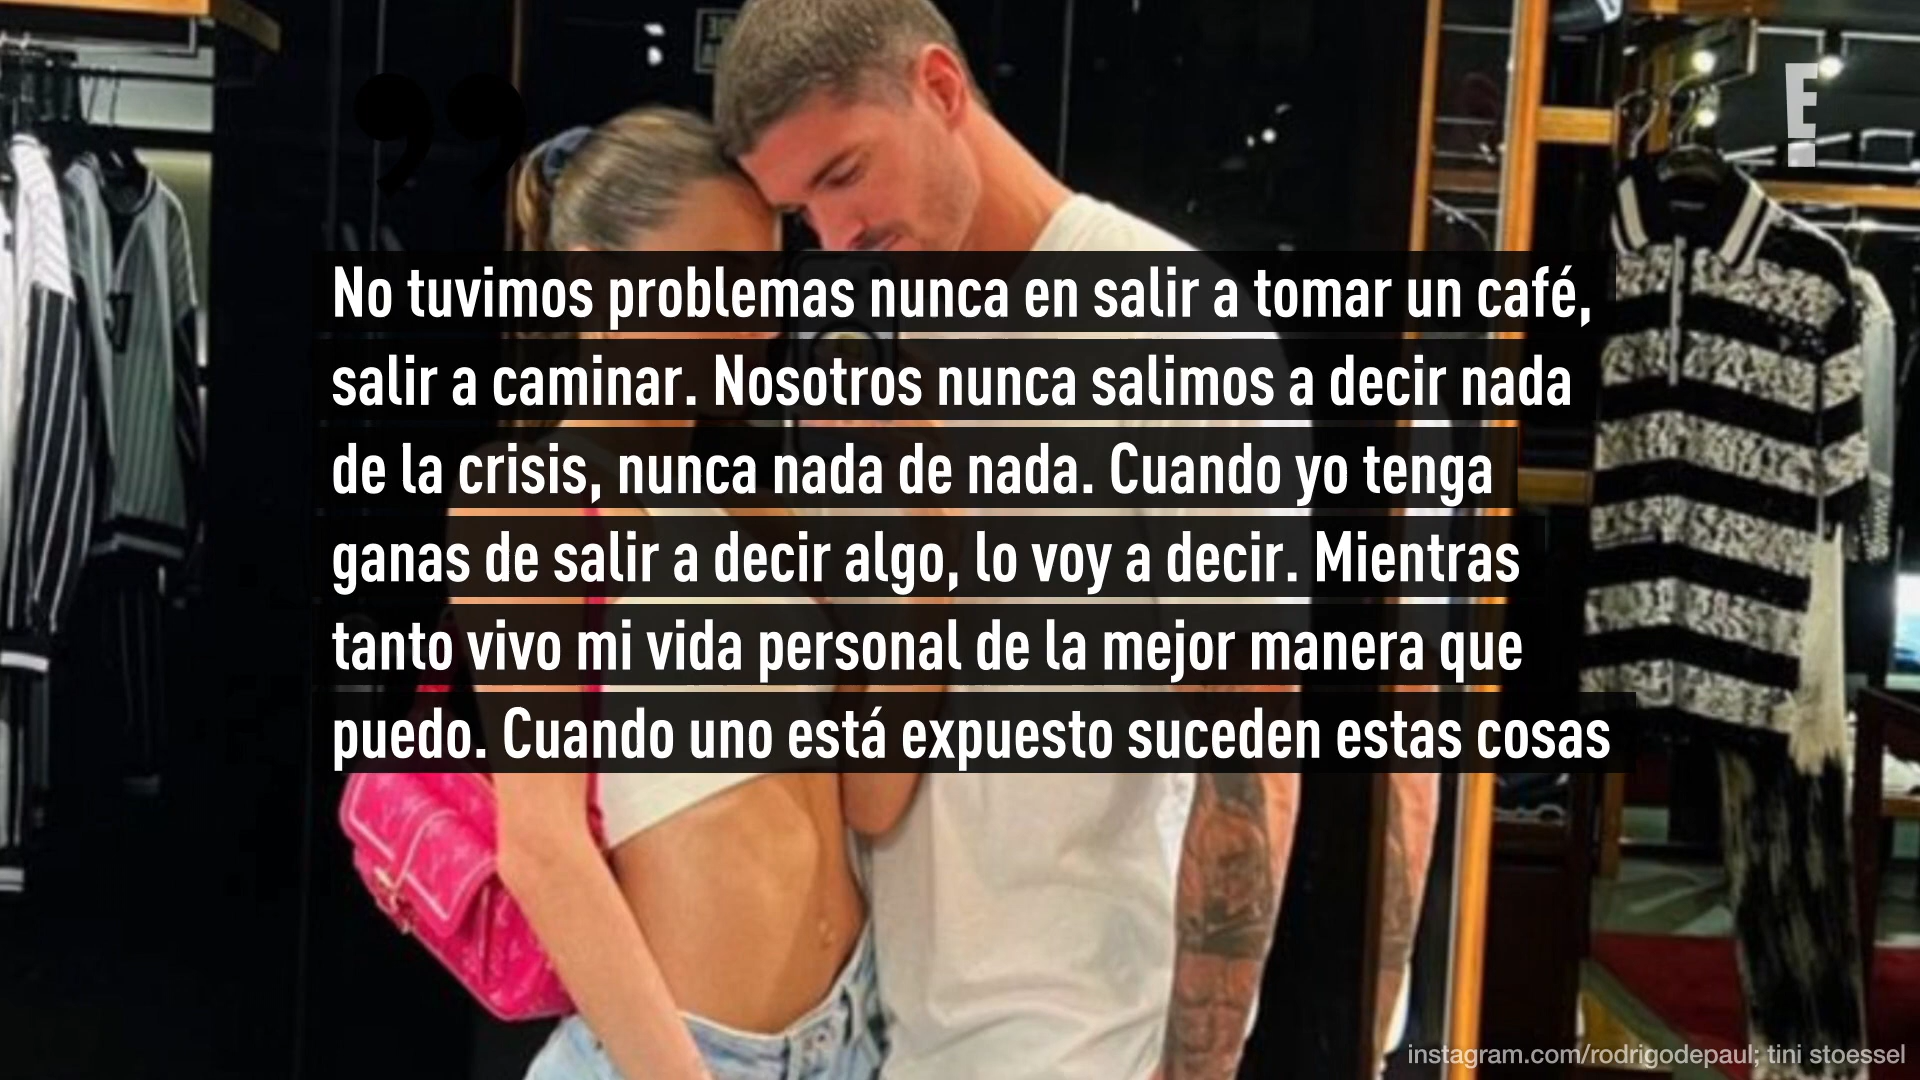 E!
”
No tuvimos problemas nunca en salir a tomar un café,
salir a caminar. Nosotros nunca salimos a decir nada
de la crisis, nunca nada de nada. Cuando yo tenga
ganas de salir a decir algo, lo voy a decir. Mientras
tanto vivo mi vida personal de la mejor manera que
puedo. Cuando uno está expuesto suceden estas cosas
instagram.com/rodrigodepaul; tini stoessel